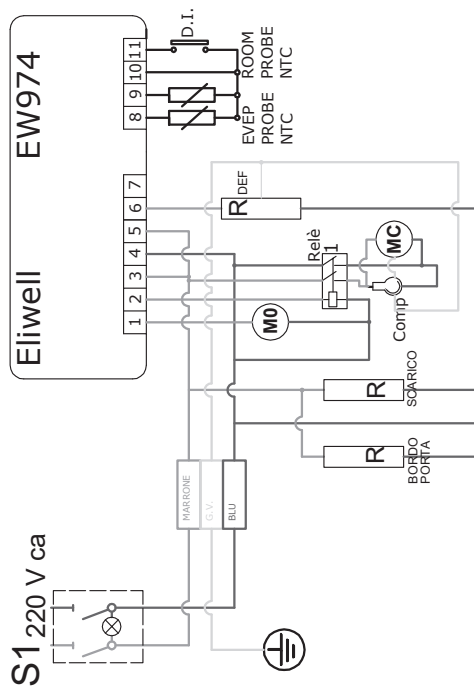 Eliwell
EW974
1
2
3
4
5
6
7
8
9
10
11
D.I.
EVEP
PROBE
NTC
ROOM
PROBE
NTC
R
DEF
Relè
1
M0
MC
Comp
R
SCARICO
R
BORDO
PORTA
MARRONE
G.V.
BLU
S1 220 V ca